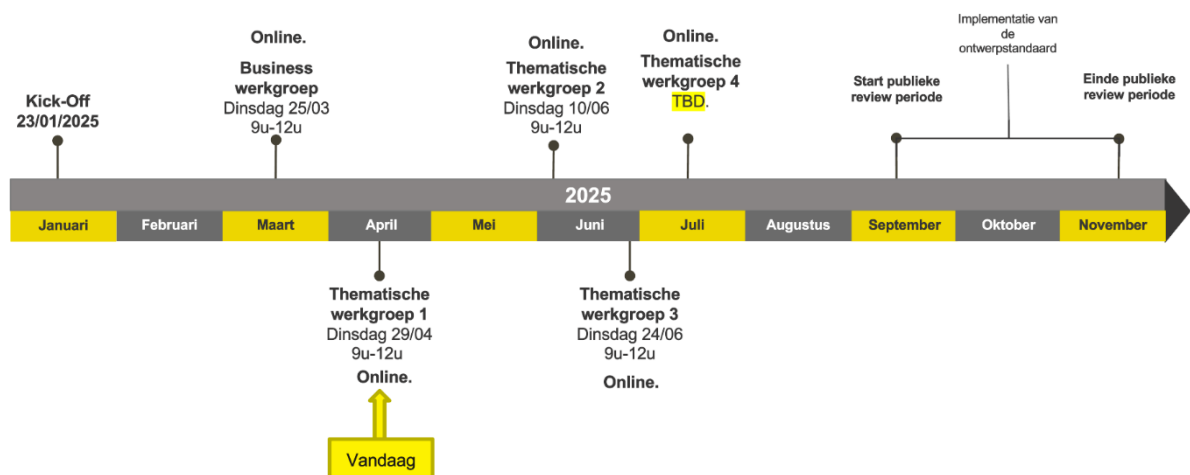 Kick-Off
23/01/2025
Online.
Business
werkgroep
Dinsdag 25/03
9u-12u
Online.
Thematische
werkgroep 2
Dinsdag 10/06
9u-12u
Online.
Thematische
werkgroep 4
TBD.
Start publieke
review periode
Implementatie van
de
ontwerpstandaard
Einde publieke
review periode
2025
Januari Februari Maart April Mei Juni Juli Augustus September Oktober November
Thematische
werkgroep 1
Dinsdag 29/04
9u-12u
Online.
Vandaag
Thematische
werkgroep 3
Dinsdag 24/06
9u-12u
Online.